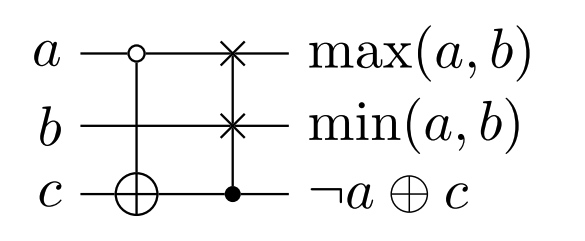 a max(a, b)
b min(a, b)
c ¬a ⊕ c